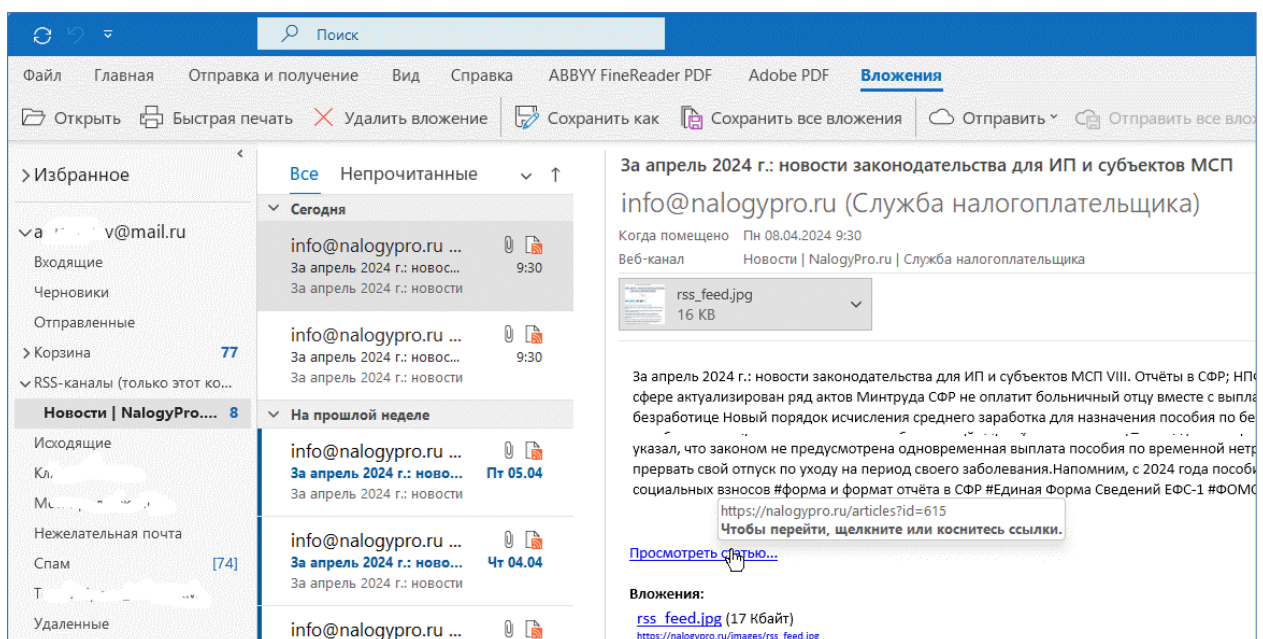 Поиск
Файл Главная Отправка и получение Вид Справка ABBYY FineReader PDF Adobe PDF Вложения
Открыть Быстрая печать Удалить вложение Сохранить как Сохранить все вложения Отправить Отправить все
Избранное
v@mail.ru
Входящие
Черновики
Отправленные
Корзина 77
RSS-каналы (только этот ко...
Новости | NalogyPro.... 8
Исходящие
Нежелательная почта
Спам [74]
Удаленные
Все Непрочитанные
Сегодня
info@nalogypro.ru ...
За апрель 2024 г.: новос... 9:30
За апрель 2024 г.: новости
info@nalogypro.ru ...
За апрель 2024 г.: новос... 9:30
За апрель 2024 г.: новости
На прошлой неделе
info@nalogypro.ru ...
За апрель 2024 г.: ново... Пт 05.04
За апрель 2024 г.: новости
info@nalogypro.ru ...
За апрель 2024 г.: ново... Чт 04.04
За апрель 2024 г.: новости
info@nalogypro.ru ...
За апрель 2024 г.: новости законодательства для ИП и субъектов МСП
info@nalogypro.ru (Служба налогоплательщика)
Когда помещено Пн 08.04.2024 9:30
Веб-канал Новости | NalogyPro.ru | Служба налогоплательщика
rss_feed.jpg
16 KB
За апрель 2024 г.: новости законодательства для ИП и субъектов МСП VIII. Отчёты в СФР;
сфере актуализирован ряд актов Минтруда СФР не оплатит больничный отцу вместе с
безработице Новый порядок исчисления среднего заработка для назначения пособия по
указал, что законом не предусмотрена одновременная выплата пособия по временной
прервать свой отпуск по уходу на период своего заболевания.Напомним, с 2024 года
социальных взносов #форма и формат отчёта в СФР #Единая Форма Сведений ЕФС-1
https://nalogypro.ru/articles?id=615
Чтобы перейти, щелкните или коснитесь ссылки.
Просмотреть статью...
Вложения:
rss_feed.jpg (17 Кбайт)
https://nalogypro.ru/images/rss_feed.jpg